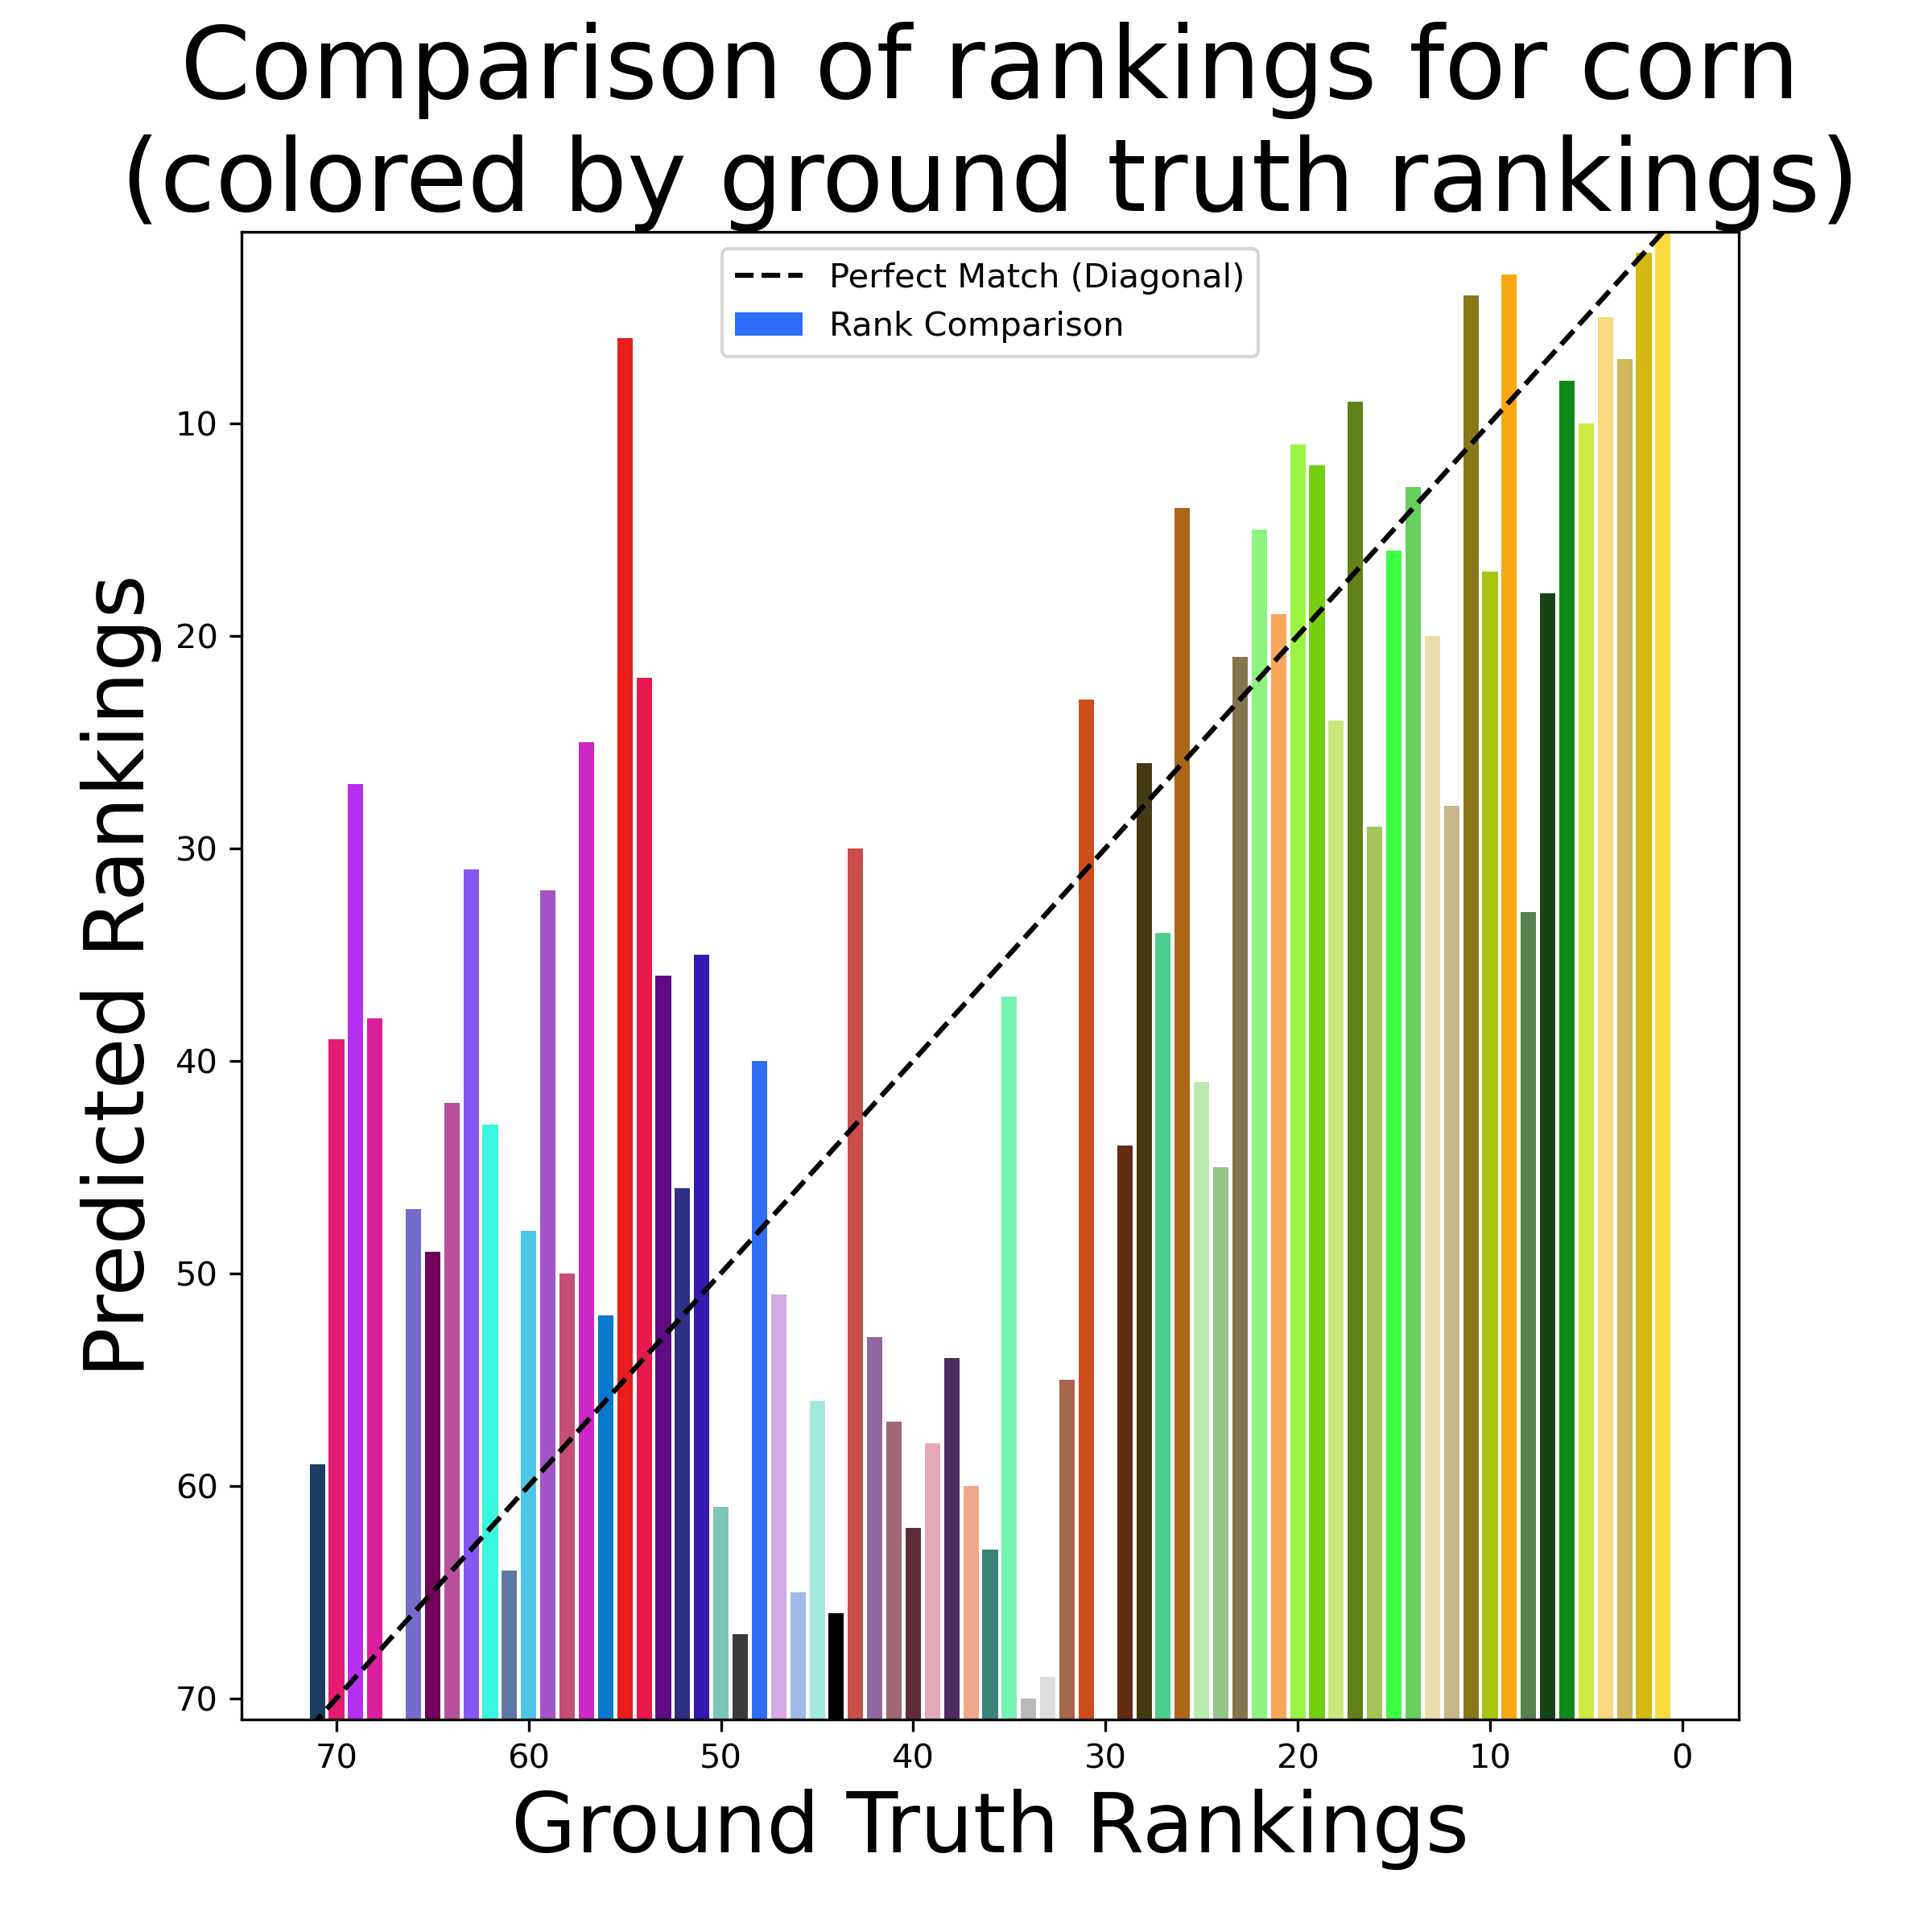 Comparison of rankings for corn
(colored by ground truth rankings)
Perfect Match (Diagonal)
Rank Comparison
Predicted Rankings
10
20
30
40
50
60
70
70
60
50
40
30
20
10
0
Ground Truth Rankings